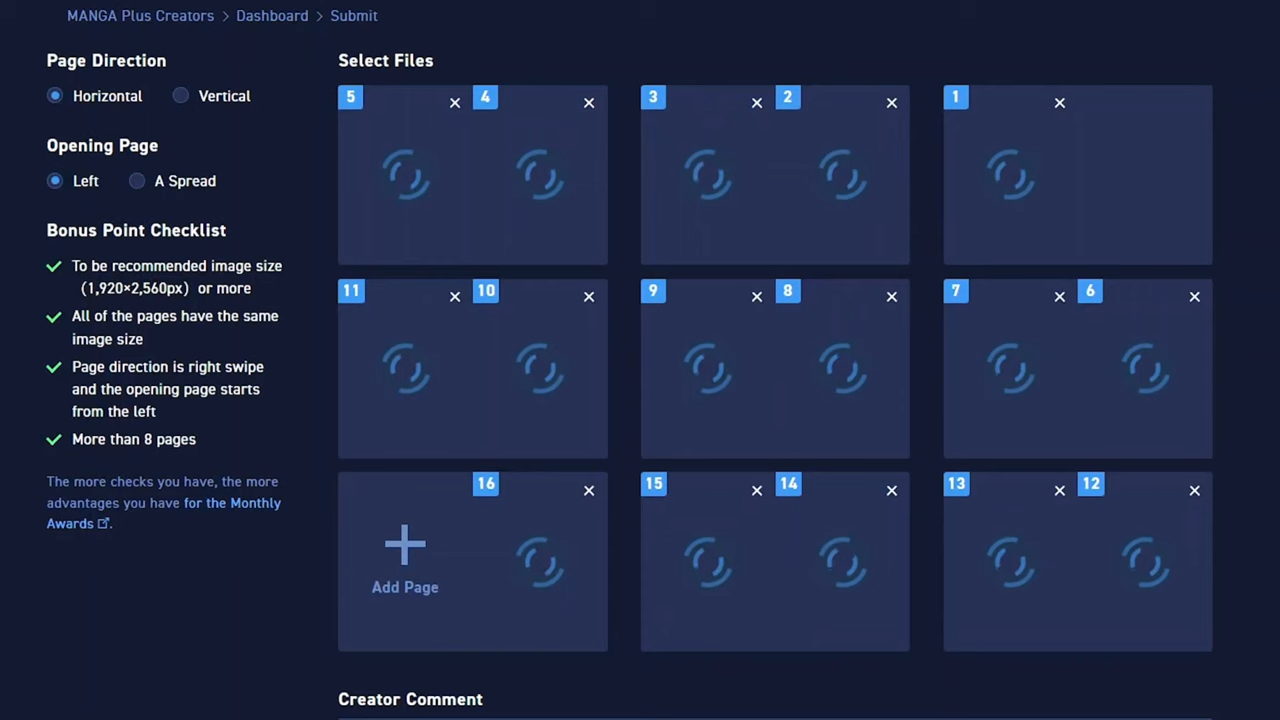 MANGA Plus Creators > Dashboard > Submit
Page Direction
Horizontal
Vertical
Opening Page
Left
A Spread
Bonus Point Checklist
To be recommended image size
(1,920×2,560px) or more
All of the pages have the same
image size
Page direction is right swipe
and the opening page starts
from the left
More than 8 pages
The more checks you have, the more
advantages you have for the Monthly
Awards.
Select Files
5 4 3 2 1
11 10 9 8 7 6
16 15 14 13 12
Add Page
Creator Comment